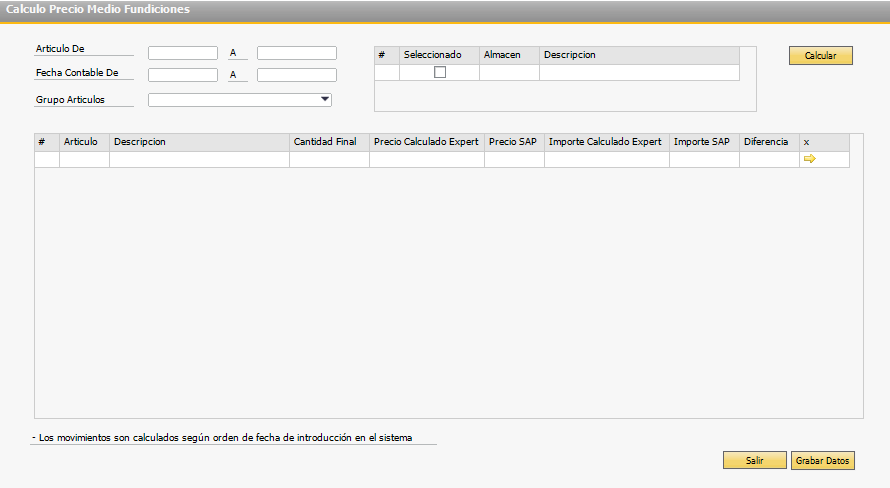 Calculo Precio Medio Fundiciones
Articulo De A
Fecha Contable De A
Grupo Articulos
# Seleccionado Almacen Descripcion
Calcular
# Articulo Descripcion Cantidad Final Precio Calculado Expert Precio SAP Importe Calculado Expert Importe SAP Diferencia x
- Los movimientos son calculados según orden de fecha de introducción en el sistema
Salir Grabar Datos